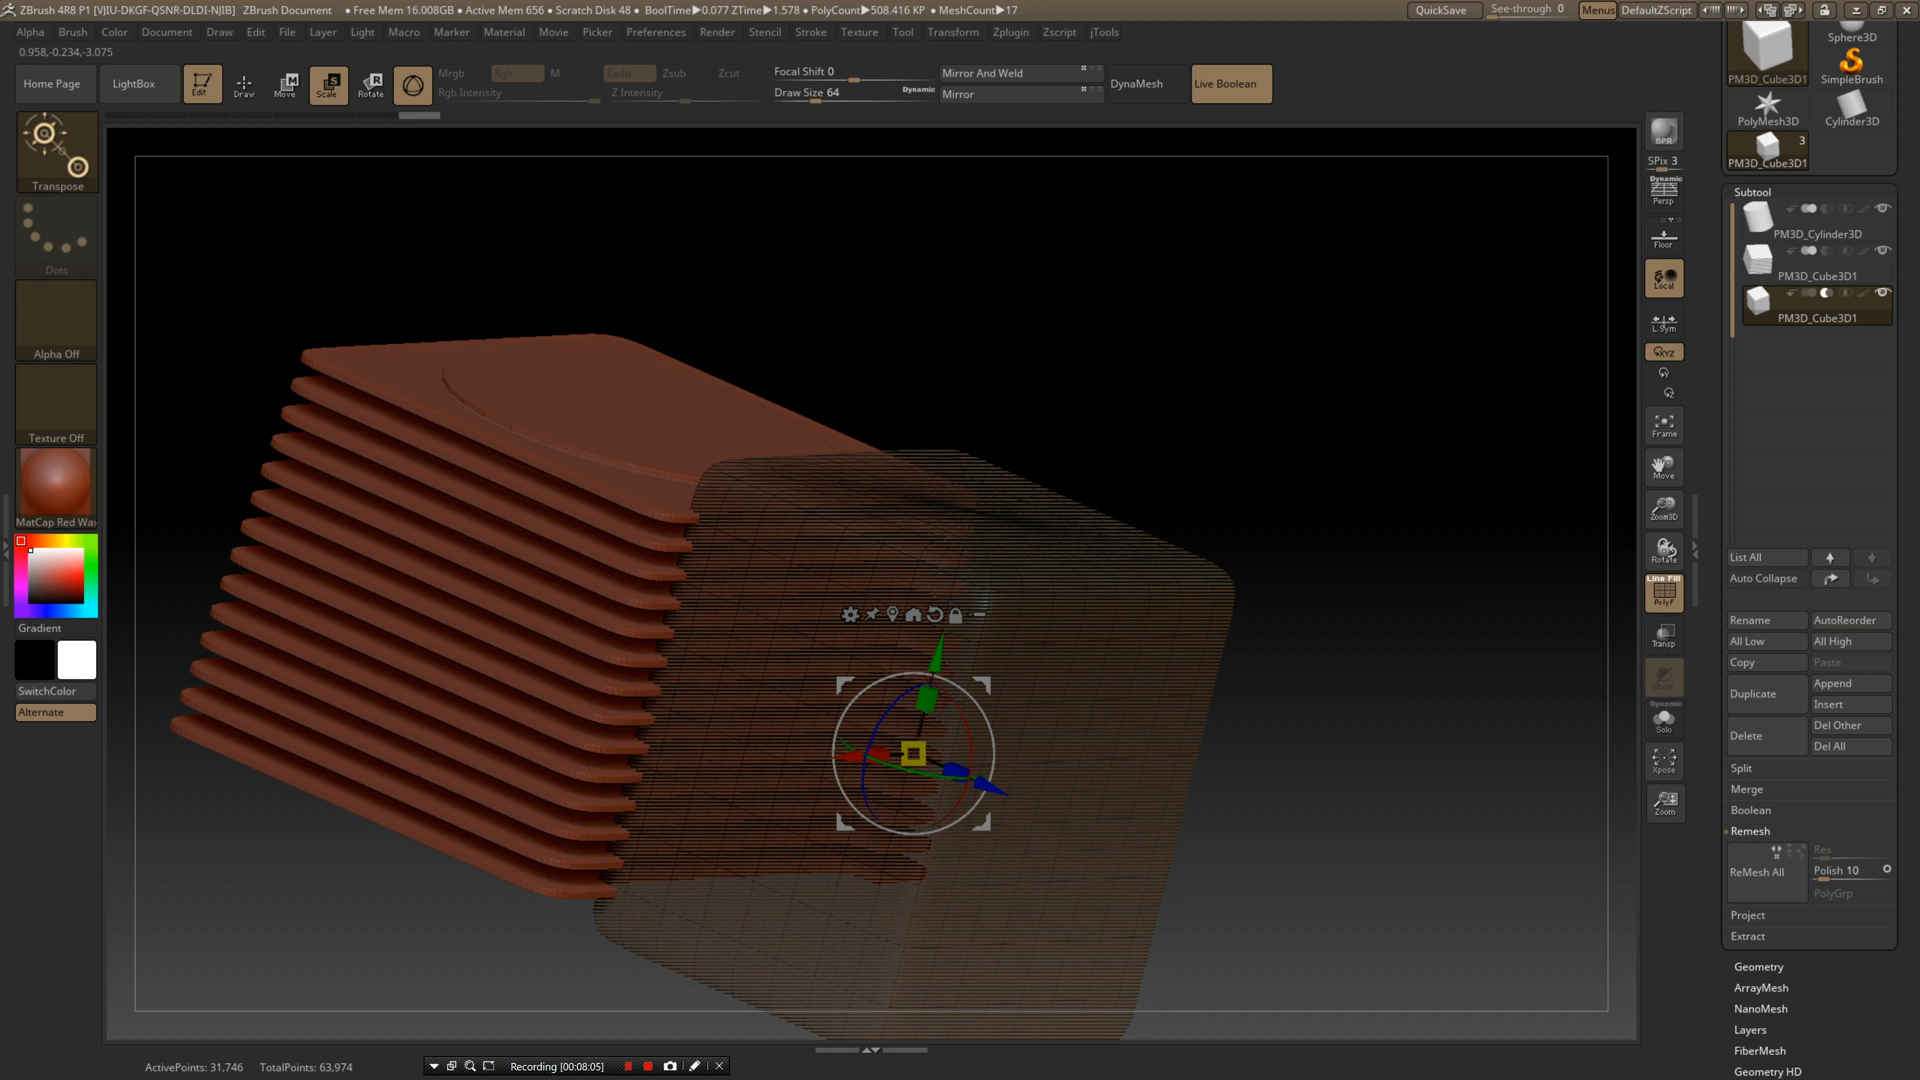 ZBrush 4R8 P1 [VJIU-DKGF-QSNR-DLDI-NJIB] ZBrush Document • Free Mem 16.008GB • Active Mem 656 • Scratch Disk 48 • BoolTime▶0.077 ZTime▶1.578 • PolyCount▶508.416 KP • MeshCount▶17 QuickSave See-through 0 Menus DefaultZScript
Alpha Brush Color Document Draw Edit File Layer Light Macro Marker Material Movie Picker Preferences Render Stencil Stroke Texture Tool Transform Zplugin Zscript jTools
0.958,-0.234,-3.075
Home Page LightBox Edit Draw Move Scale Rotate
Mrgb Rgb M Zadd Zsub Zcut
Rgb Intensity Z Intensity
Focal Shift 0
Draw Size 64 Dynamic
Mirror And Weld
Mirror
DynaMesh Live Boolean
Transpose
Dots
Alpha Off
Texture Off
MatCap Red Wax
Gradient
SwitchColor
Alternate
BPR
SPix 3
Dynamic
Persp
Floor
Local
L.Sym
XYZ
Y
Z
Frame
Move
Zoom3D
Rotate
Line Fill
PolyF
Transp
Ghost
Dynamic
Solo
Xpose
Zoom
Sphere3D
PM3D_Cube3D1 SimpleBrush
PolyMesh3D Cylinder3D
3
PM3D_Cube3D1
Subtool
PM3D_Cylinder3D
PM3D_Cube3D1
PM3D_Cube3D1
List All
Auto Collapse
Rename AutoReorder
All Low All High
Copy Paste
Duplicate Append
Insert
Delete Del Other
Del All
Split
Merge
Boolean
Remesh
ReMesh All Res
Polish 10
PolyGrp
Project
Extract
Geometry
ArrayMesh
NanoMesh
Layers
FiberMesh
Geometry HD
ActivePoints: 31,746 TotalPoints: 63,974
Recording [00:08:05]